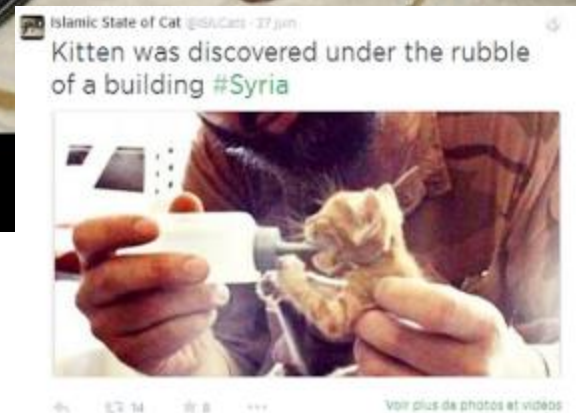 Islamic State of Cat @ISILCats · 27 juin
Kitten was discovered under the rubble
of a building #Syria
14 8
Voir plus de photos et vidéos